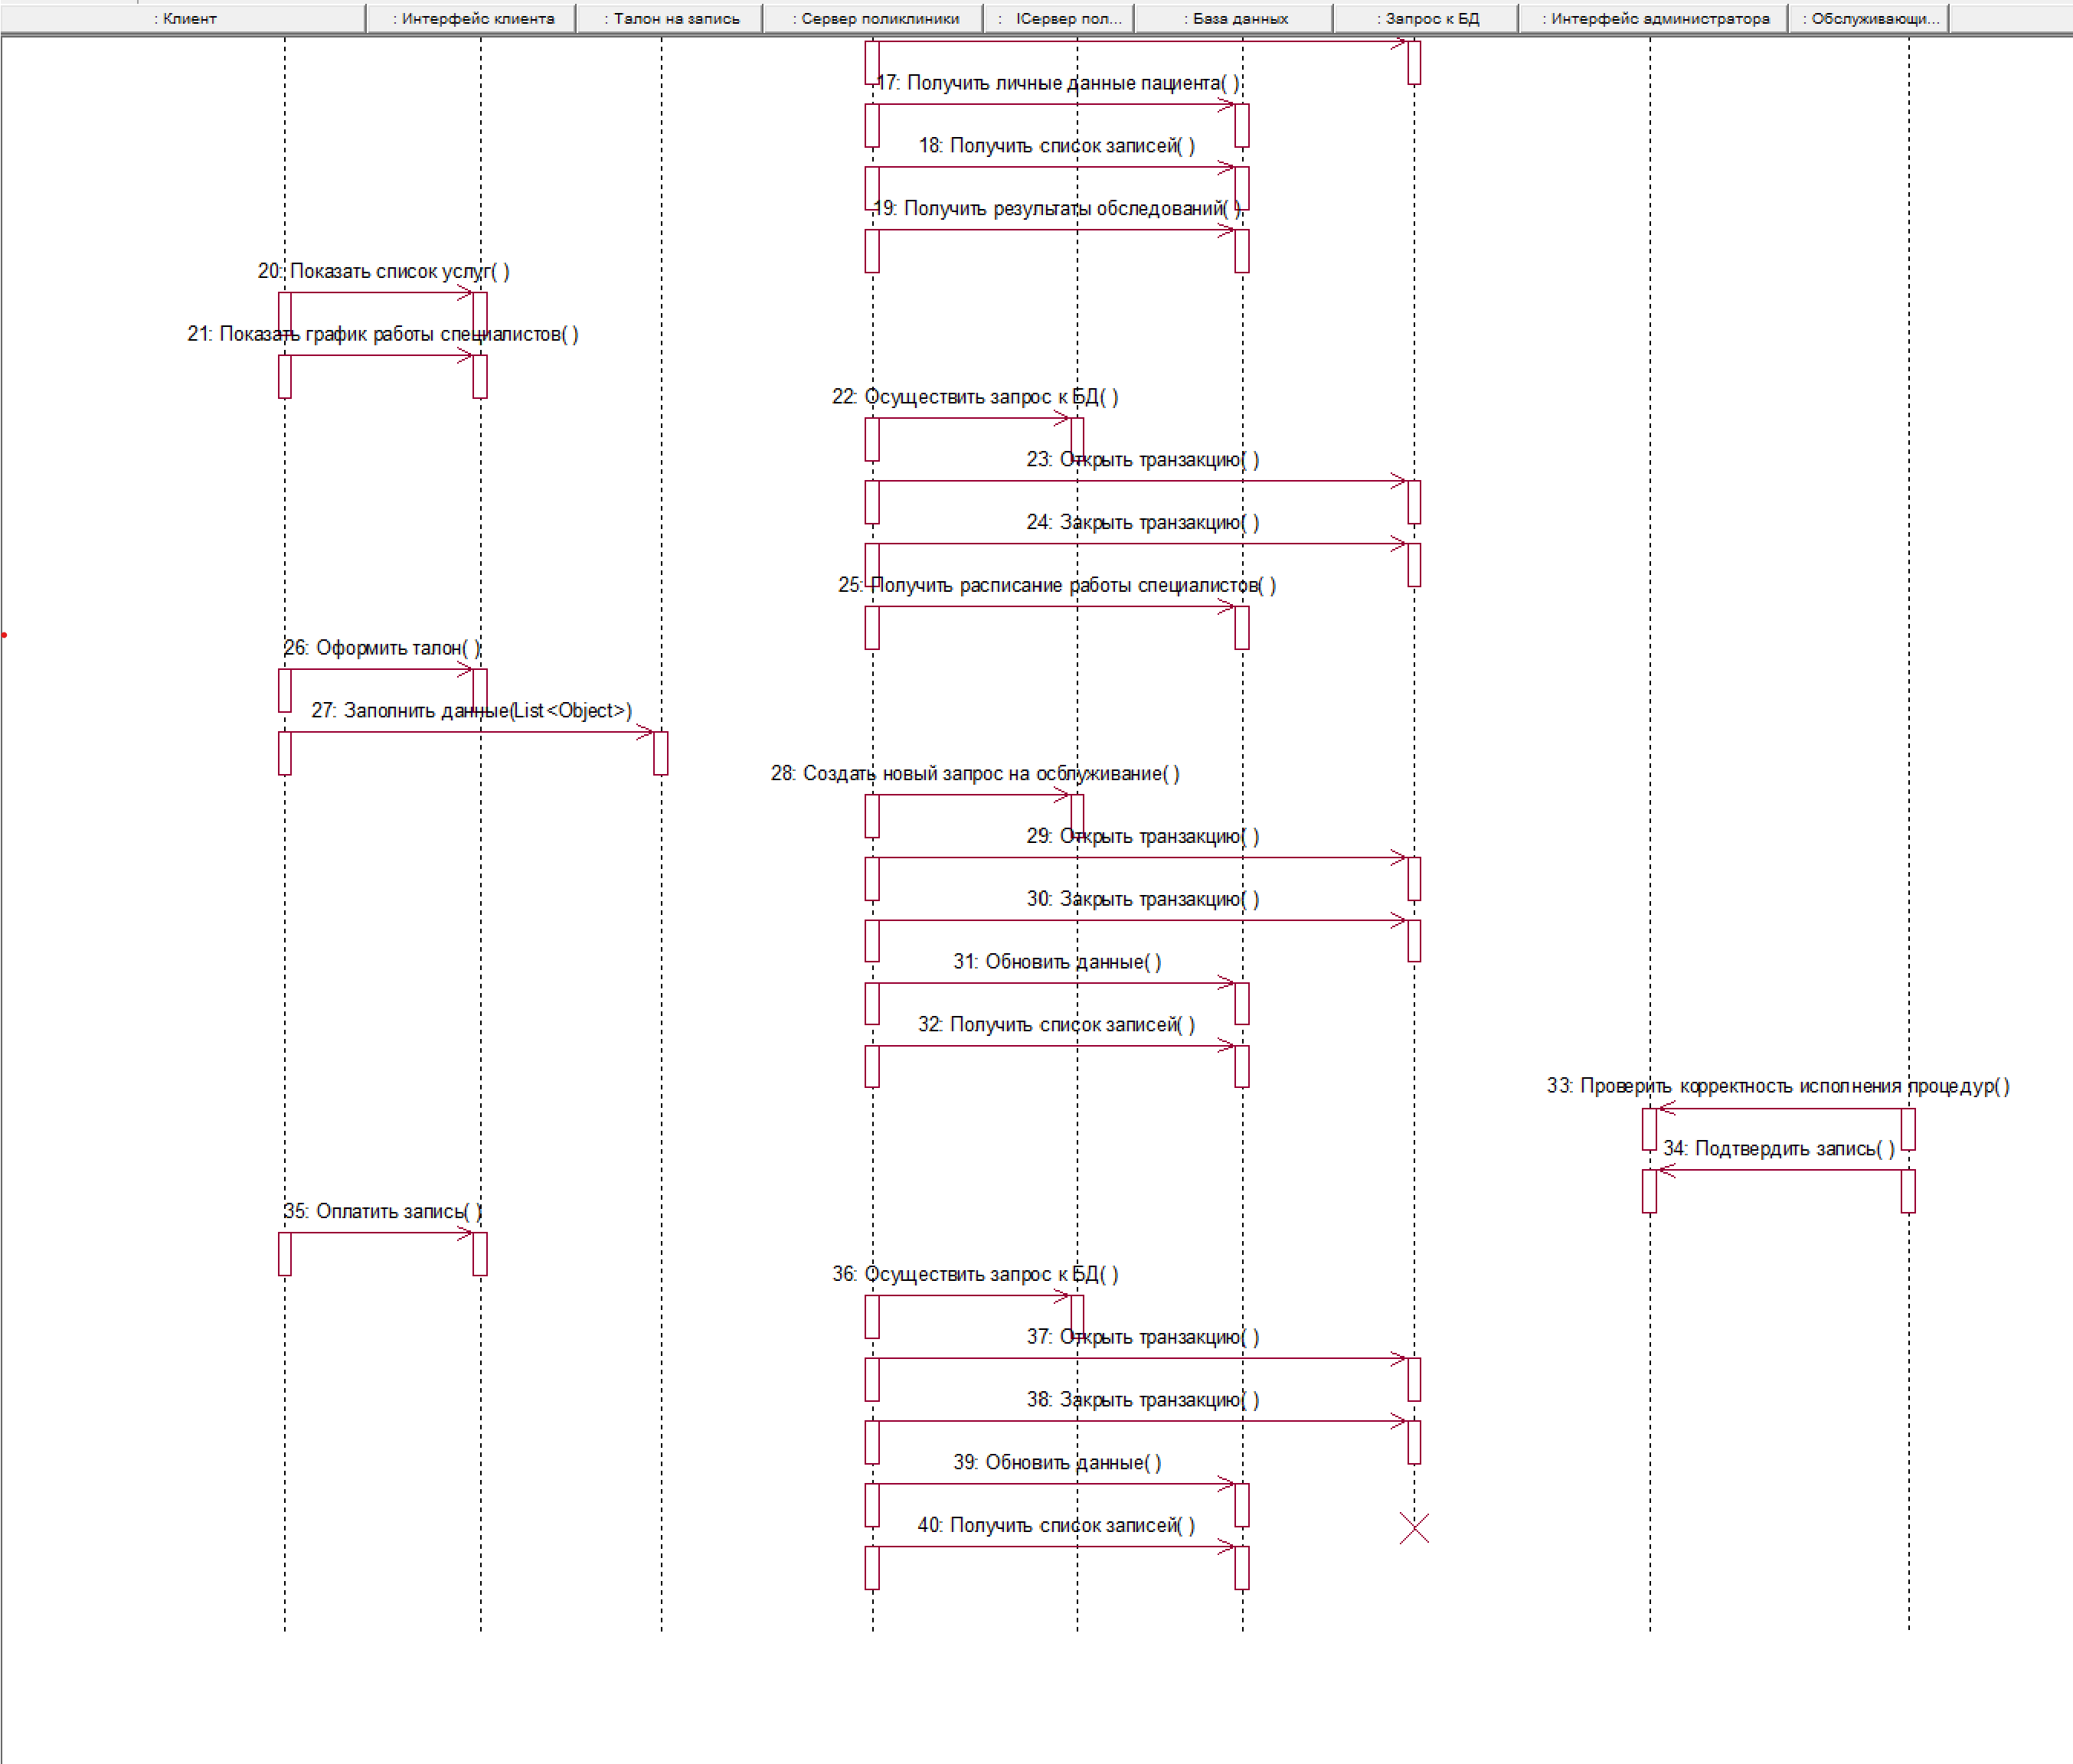 : Клиент
: Интерфейс клиента
: Талон на запись
: Сервер поликлиники
: IСервер пол...
: База данных
: Запрос к БД
: Интерфейс администратора
: Обслуживающи...
17: Получить личные данные пациента( )
18: Получить список записей( )
19: Получить результаты обследований( )
20: Показать список услуг( )
21: Показать график работы специалистов( )
22: Осуществить запрос к БД( )
23: Открыть транзакцию( )
24: Закрыть транзакцию( )
25: Получить расписание работы специалистов( )
26: Оформить талон( )
27: Заполнить данные(List<Object>)
28: Создать новый запрос на осблуживание( )
29: Открыть транзакцию( )
30: Закрыть транзакцию( )
31: Обновить данные( )
32: Получить список записей( )
33: Проверить корректность исполнения процедур()
34: Подтвердить запись( )
35: Оплатить запись( )
36: Осуществить запрос к БД( )
37: Открыть транзакцию( )
38: Закрыть транзакцию( )
39: Обновить данные( )
40: Получить список записей( )